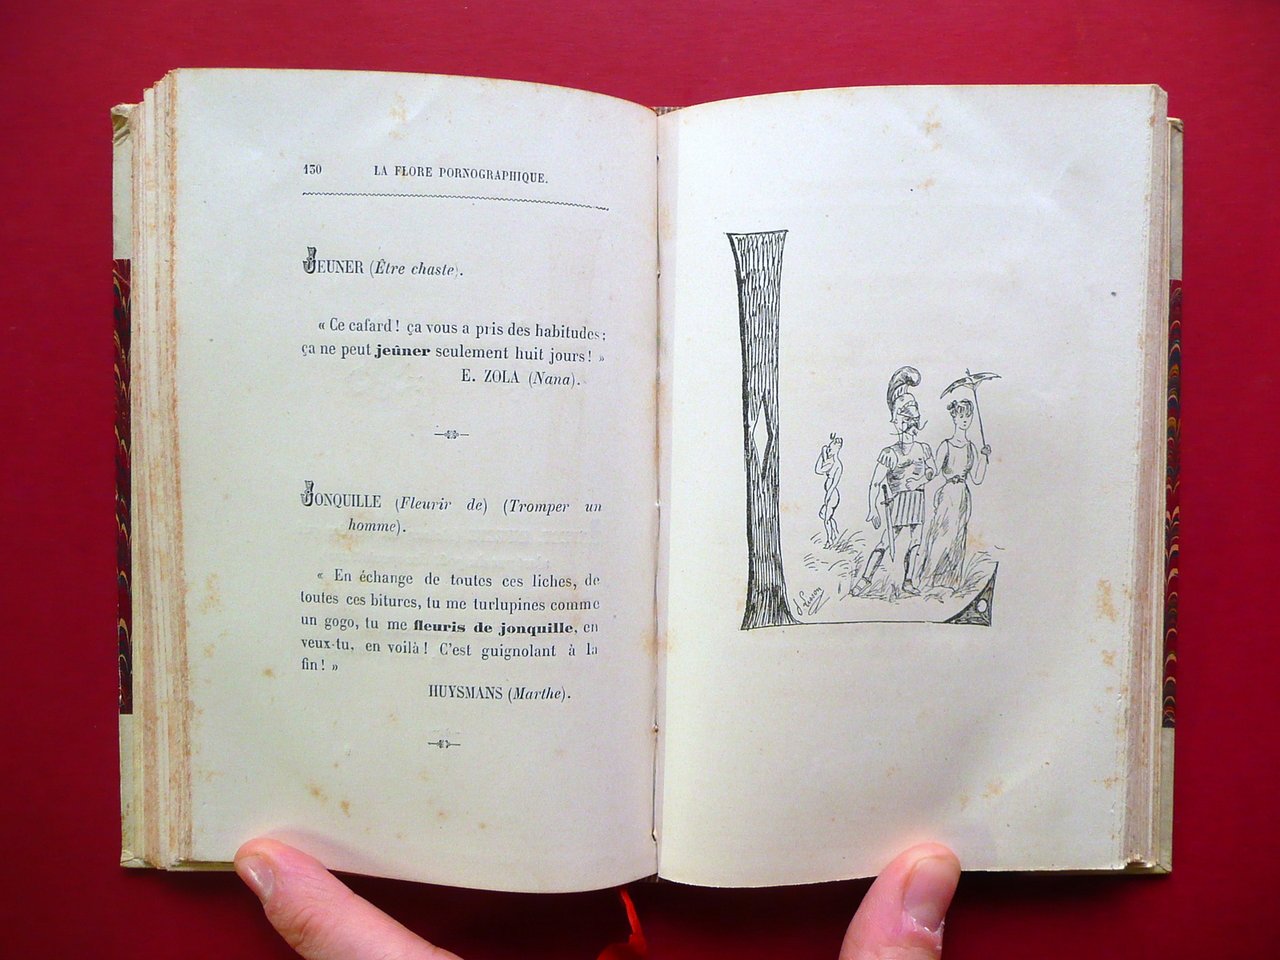 130 LA FLORE PORNOGRAPHIQUE.
JEUNER (Être chaste).
« Ce cafard ! ça vous a pris des habitudes ;
ça ne peut jeûner seulement huit jours ! »
E. ZOLA (Nana).
JONQUILLE (Fleurir de) (Tromper un
homme).
« En échange de toutes ces liches, de
toutes ces bitures, tu me turlupines comme
un gogo, tu me fleuris de jonquille, en
veux-tu, en voilà ! C'est guignolant à la
fin ! »
HUYSMANS (Marthe).
L